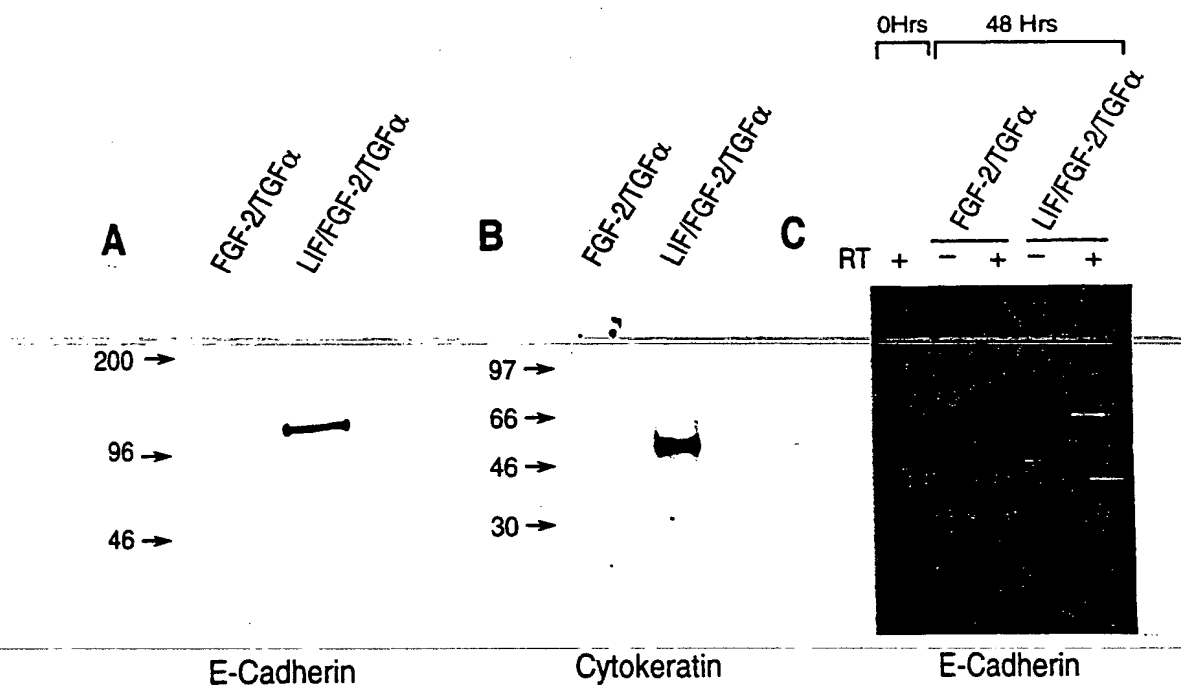 0Hrs 48 Hrs
A FGF-2/TGFα LIF/FGF-2/TGFα
B FGF-2/TGFα LIF/FGF-2/TGFα
C FGF-2/TGFα LIF/FGF-2/TGFα
RT + − + − +
200 →
96 →
46 →
97 →
66 →
46 →
30 →
E-Cadherin
Cytokeratin
E-Cadherin